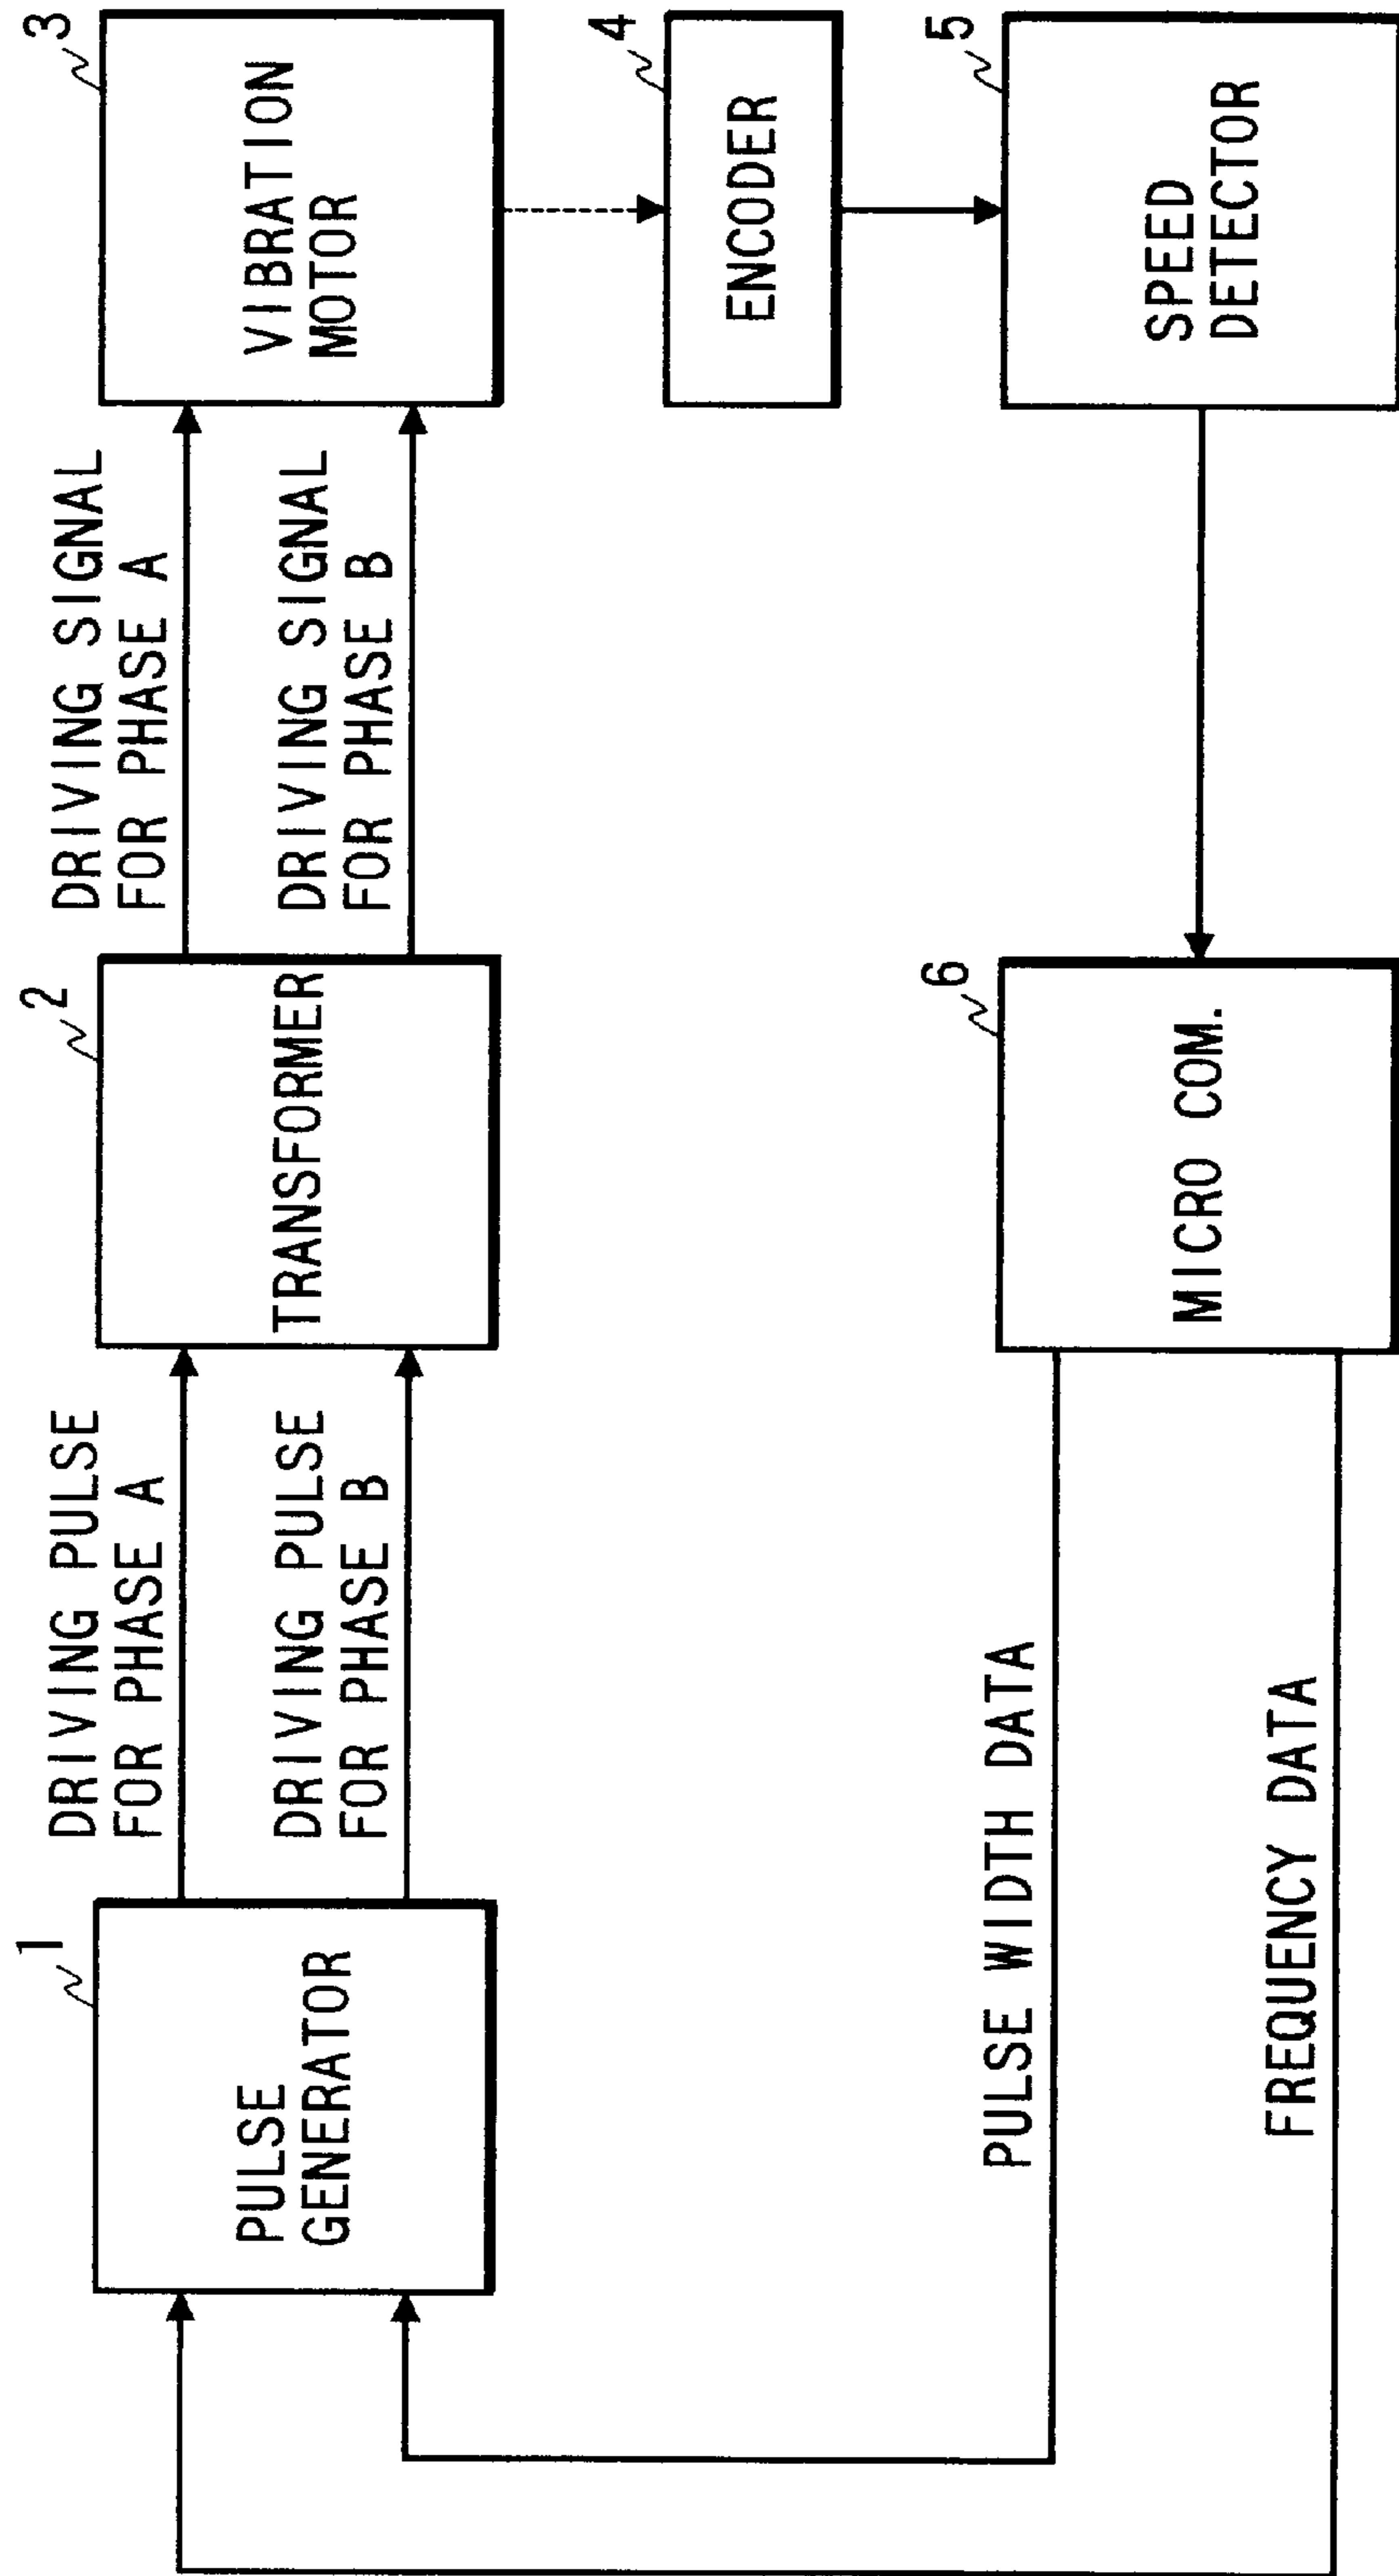 1
PULSE
GENERATOR
DRIVING PULSE
FOR PHASE A
DRIVING PULSE
FOR PHASE B
2
TRANSFORMER
DRIVING SIGNAL
FOR PHASE A
DRIVING SIGNAL
FOR PHASE B
3
VIBRATION
MOTOR
4
ENCODER
5
SPEED
DETECTOR
6
MICRO COM.
PULSE WIDTH DATA
FREQUENCY DATA